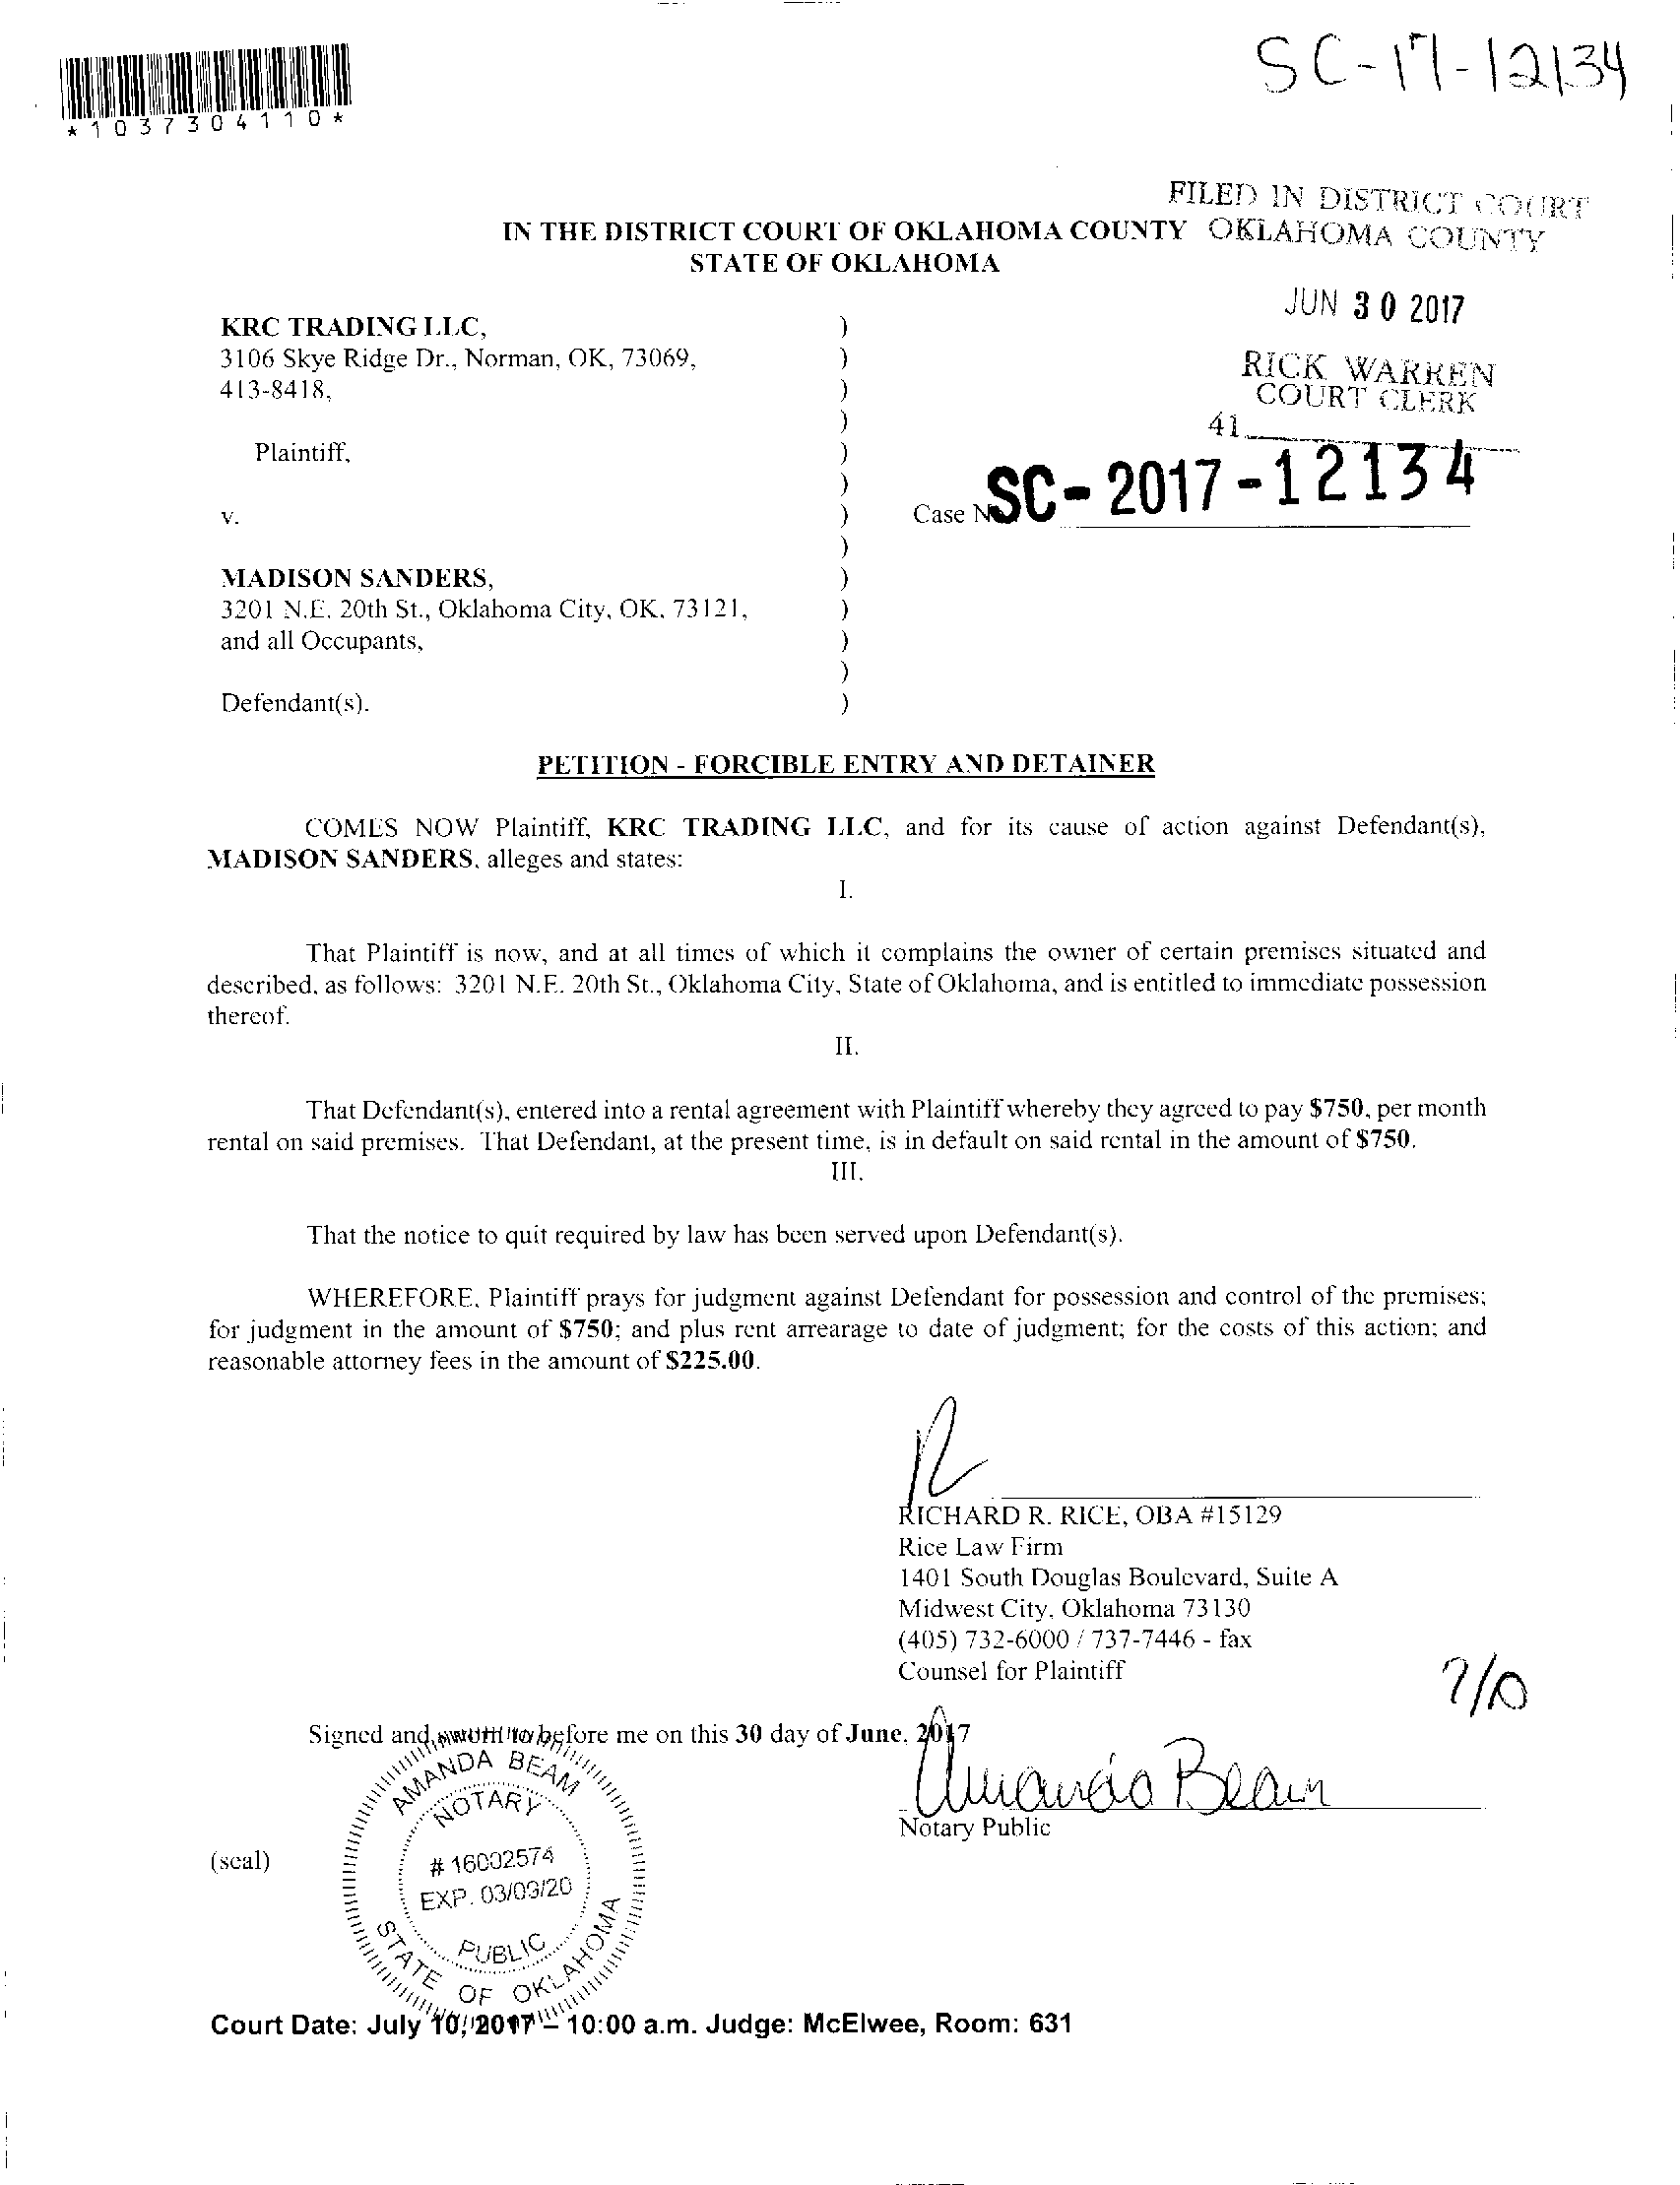 SC-17-12134
*1037304110*
FILED IN DISTRICT COURT
OKLAHOMA COUNTY
IN THE DISTRICT COURT OF OKLAHOMA COUNTY
STATE OF OKLAHOMA
JUN 30 2017
RICK WARREN
COURT CLERK
41
KRC TRADING LLC, )
3106 Skye Ridge Dr., Norman, OK, 73069, )
413-8418, )
)
Plaintiff, )
)
v. ) Case No. SC-2017-12134
)
MADISON SANDERS, )
3201 N.E. 20th St., Oklahoma City, OK, 73121, )
and all Occupants, )
)
Defendant(s). )
PETITION - FORCIBLE ENTRY AND DETAINER
COMES NOW Plaintiff, KRC TRADING LLC, and for its cause of action against Defendant(s),
MADISON SANDERS, alleges and states:
I.
That Plaintiff is now, and at all times of which it complains the owner of certain premises situated and
described, as follows: 3201 N.E. 20th St., Oklahoma City, State of Oklahoma, and is entitled to immediate possession
thereof.
II.
That Defendant(s), entered into a rental agreement with Plaintiff whereby they agreed to pay $750, per month
rental on said premises. That Defendant, at the present time, is in default on said rental in the amount of $750.
III.
That the notice to quit required by law has been served upon Defendant(s).
WHEREFORE, Plaintiff prays for judgment against Defendant for possession and control of the premises;
for judgment in the amount of $750; and plus rent arrearage to date of judgment; for the costs of this action; and
reasonable attorney fees in the amount of $225.00.
RICHARD R. RICE, OBA #15129
Rice Law Firm
1401 South Douglas Boulevard, Suite A
Midwest City, Oklahoma 73130
(405) 732-6000 / 737-7446 - fax
Counsel for Plaintiff
7/10
Signed and sworn to before me on this 30 day of June, 2017
Amanda Beam
Notary Public
(seal)
AMANDA BEAM
NOTARY
# 16002574
EXP. 03/09/20
PUBLIC
STATE OF OKLAHOMA
Court Date: July 10, 2017 – 10:00 a.m. Judge: McElwee, Room: 631